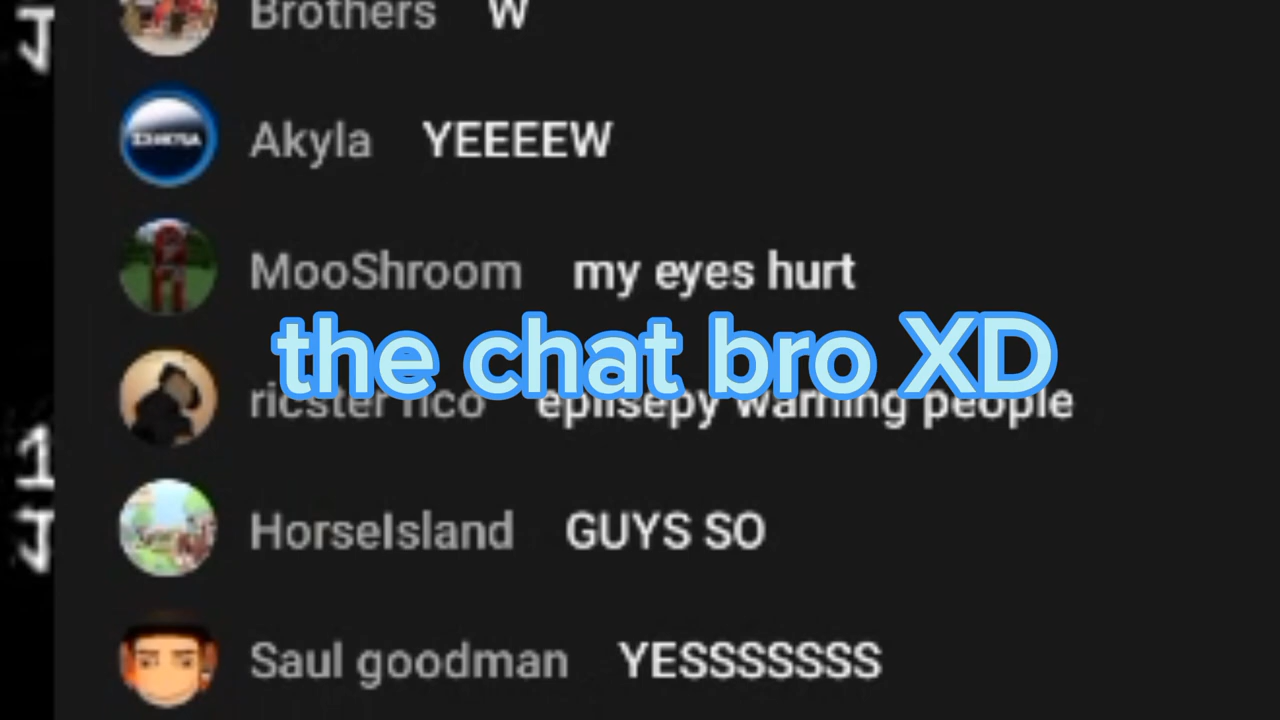 J
Brothers W
Akyla YEEEEW
MooShroom my eyes hurt
the chat bro XD
ricster rico epilsepy warning people
1
HorseIsland GUYS SO
J
Saul goodman YESSSSSSS